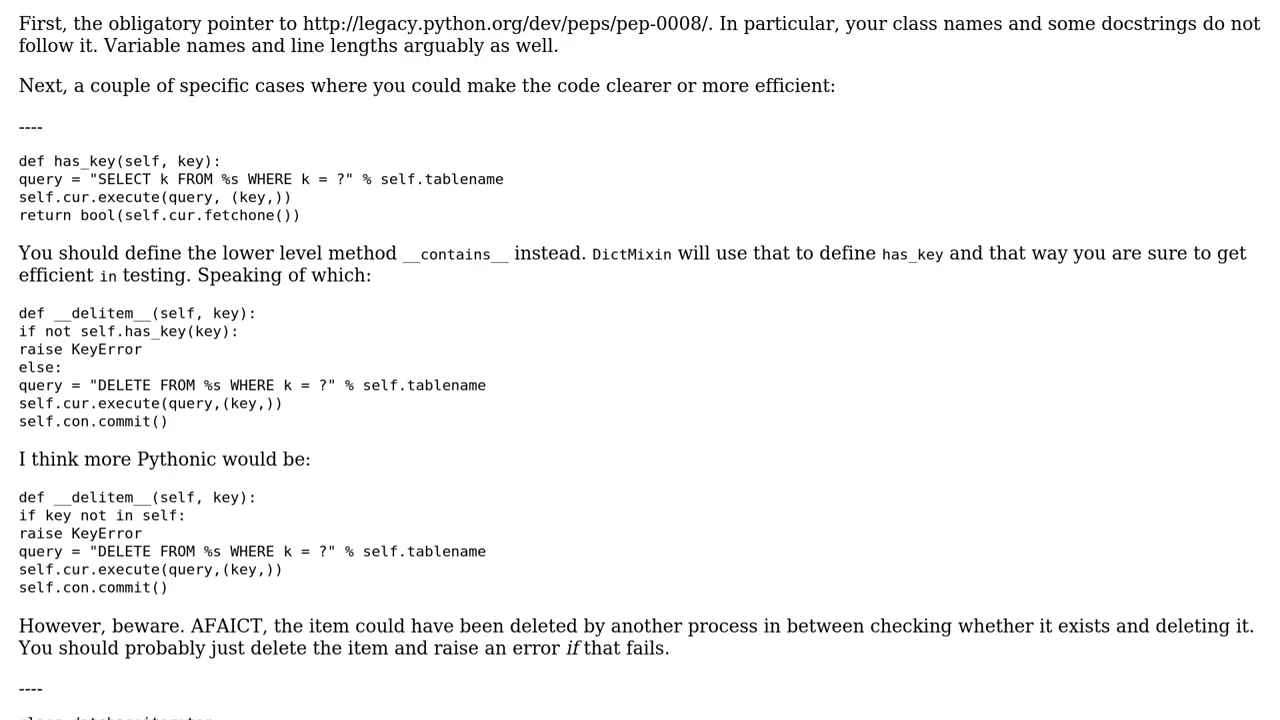 First, the obligatory pointer to http://legacy.python.org/dev/peps/pep-0008/. In particular, your class names and some docstrings do not
follow it. Variable names and line lengths arguably as well.
Next, a couple of specific cases where you could make the code clearer or more efficient:
----
def has_key(self, key):
query = "SELECT k FROM %s WHERE k = ?" % self.tablename
self.cur.execute(query, (key,))
return bool(self.cur.fetchone())
You should define the lower level method __contains__ instead. DictMixin will use that to define has_key and that way you are sure to get
efficient in testing. Speaking of which:
def __delitem__(self, key):
if not self.has_key(key):
raise KeyError
else:
query = "DELETE FROM %s WHERE k = ?" % self.tablename
self.cur.execute(query,(key,))
self.con.commit()
I think more Pythonic would be:
def __delitem__(self, key):
if key not in self:
raise KeyError
query = "DELETE FROM %s WHERE k = ?" % self.tablename
self.cur.execute(query,(key,))
self.con.commit()
However, beware. AFAICT, the item could have been deleted by another process in between checking whether it exists and deleting it.
You should probably just delete the item and raise an error if that fails.
----